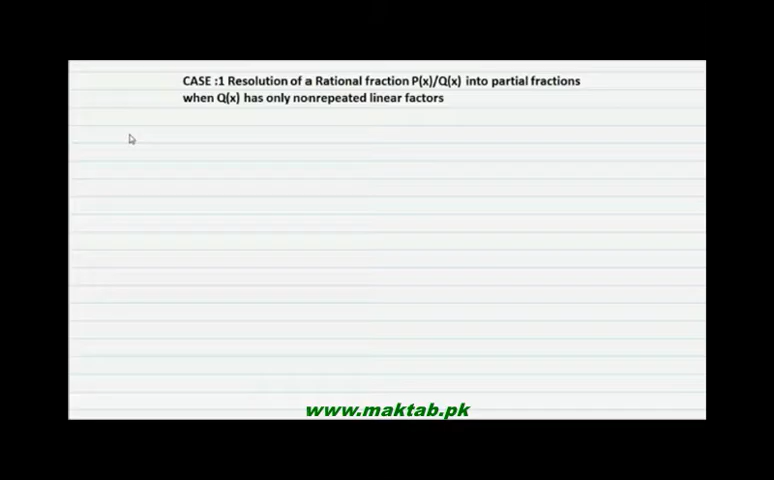 CASE :1 Resolution of a Rational fraction P(x)/Q(x) into partial fractions
when Q(x) has only nonrepeated linear factors
www.maktab.pk